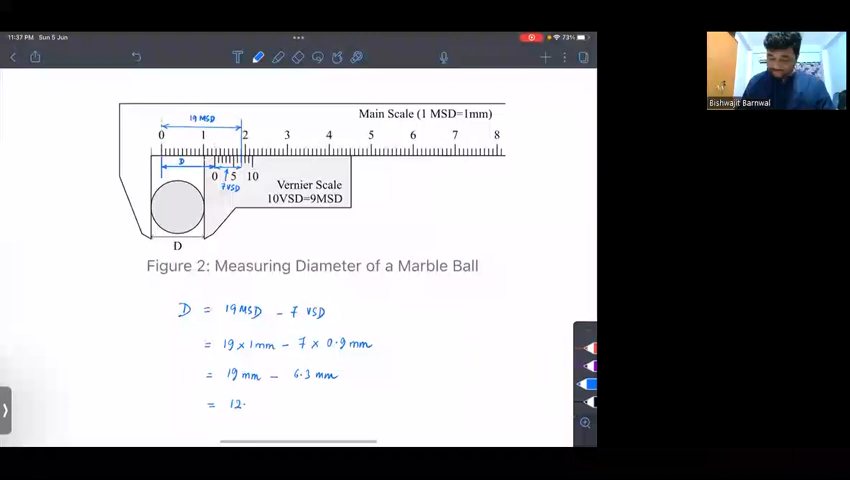 11:37 PM Sun 5 Jun
73%
19 MSD
Main Scale (1 MSD=1mm)
0 1 2 3 4 5 6 7 8
D
0 5 10
7 VSD
Vernier Scale
10VSD=9MSD
D
Figure 2: Measuring Diameter of a Marble Ball
D = 19 MSD - 7 VSD
= 19 × 1 mm - 7 × 0.9 mm
= 19 mm - 6.3 mm
= 12.
Bishwajit Barnwal